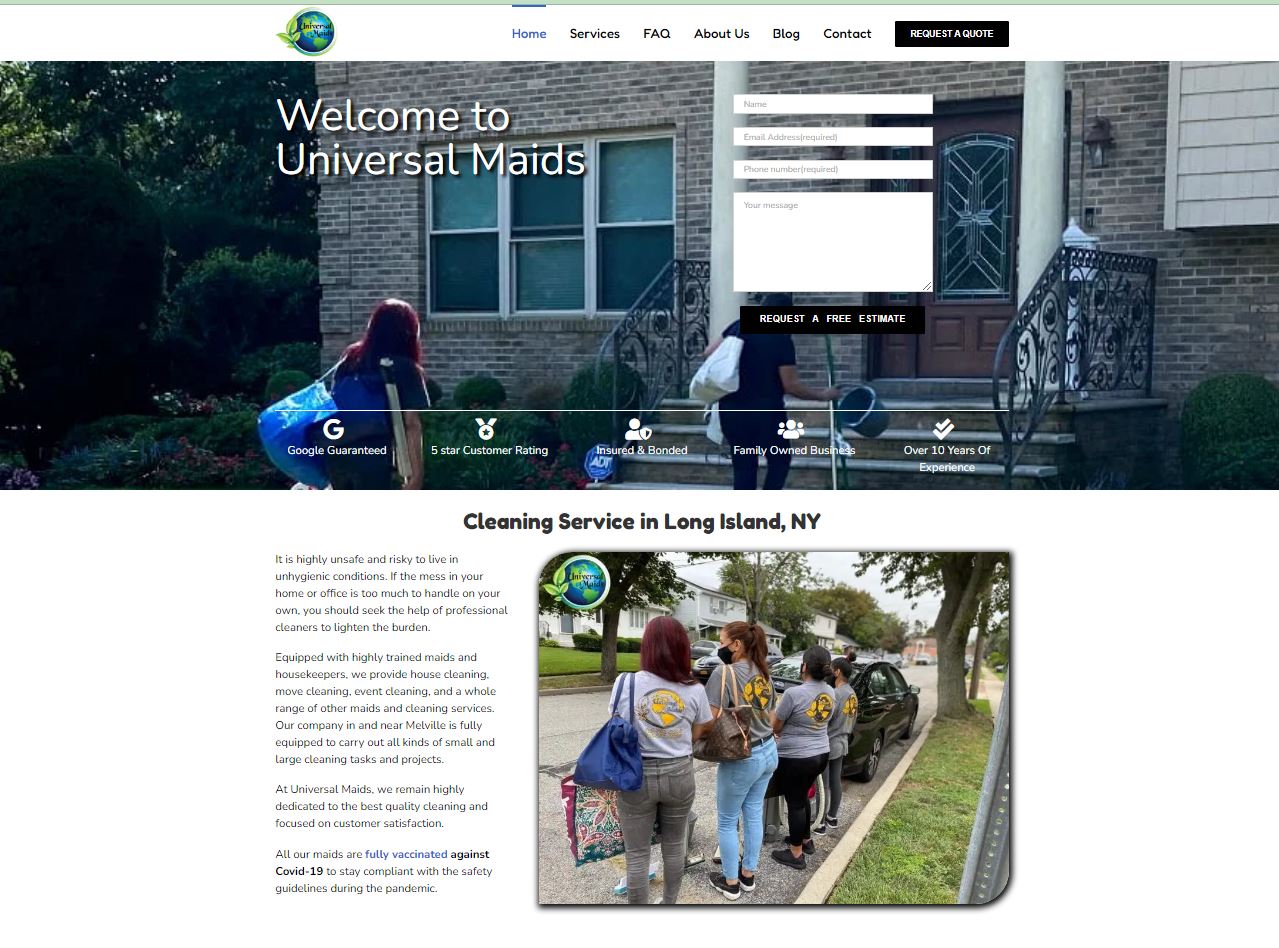 Universal
Maids
Home Services FAQ About Us Blog Contact REQUEST A QUOTE
Welcome to
Universal Maids
Name
Email Address(required)
Phone number(required)
Your message
REQUEST A FREE ESTIMATE
ADT
Google Guaranteed 5 star Customer Rating Insured & Bonded Family Owned Business Over 10 Years Of
Experience
Cleaning Service in Long Island, NY
It is highly unsafe and risky to live in
unhygienic conditions. If the mess in your
home or office is too much to handle on your
own, you should seek the help of professional
cleaners to lighten the burden.
Equipped with highly trained maids and
housekeepers, we provide house cleaning,
move cleaning, event cleaning, and a whole
range of other maids and cleaning services.
Our company in and near Melville is fully
equipped to carry out all kinds of small and
large cleaning tasks and projects.
At Universal Maids, we remain highly
dedicated to the best quality cleaning and
focused on customer satisfaction.
All our maids are fully vaccinated against
Covid-19 to stay compliant with the safety
guidelines during the pandemic.
Universal
Maids